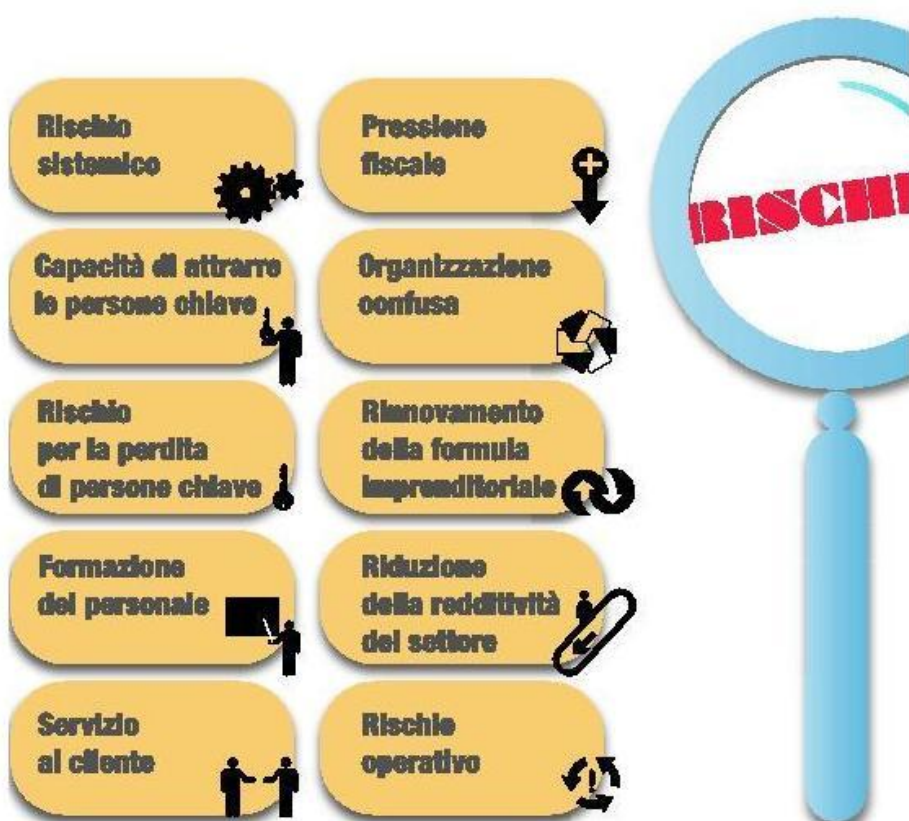 Rischio
sistemico
Pressione
fiscale
RISCHI
Capacità di attrarre
le persone chiave
Organizzazione
confusa
Rischio
per la perdita
di persone chiave
Rinnovamento
della formula
imprenditoriale
Formazione
del personale
Riduzione
della redditività
del settore
Servizio
al cliente
Rischio
operativo